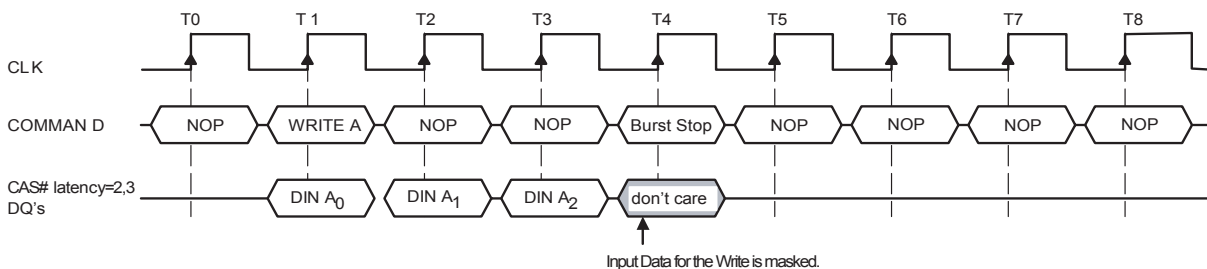 T0 T 1 T2 T3 T4 T5 T6 T7 T8
CLK
COMMAN D NOP WRITE A NOP NOP Burst Stop NOP NOP NOP NOP
CAS# latency=2,3
DQ's DIN A0 DIN A1 DIN A2 don't care
Input Data for the Write is masked.